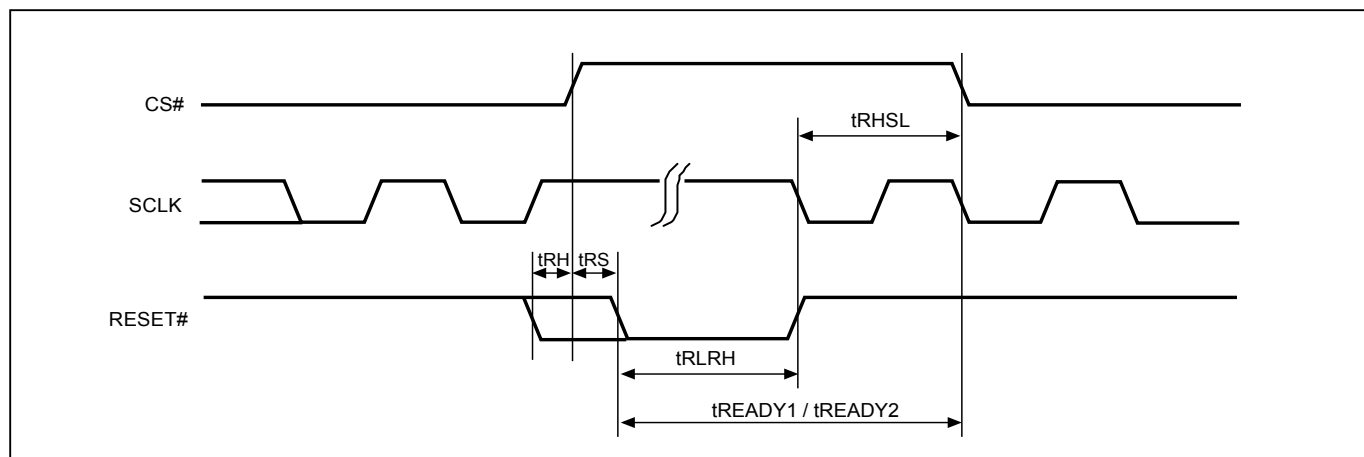 CS#
tRHSL
SCLK
tRH tRS
RESET#
tRLRH
tREADY1 / tREADY2